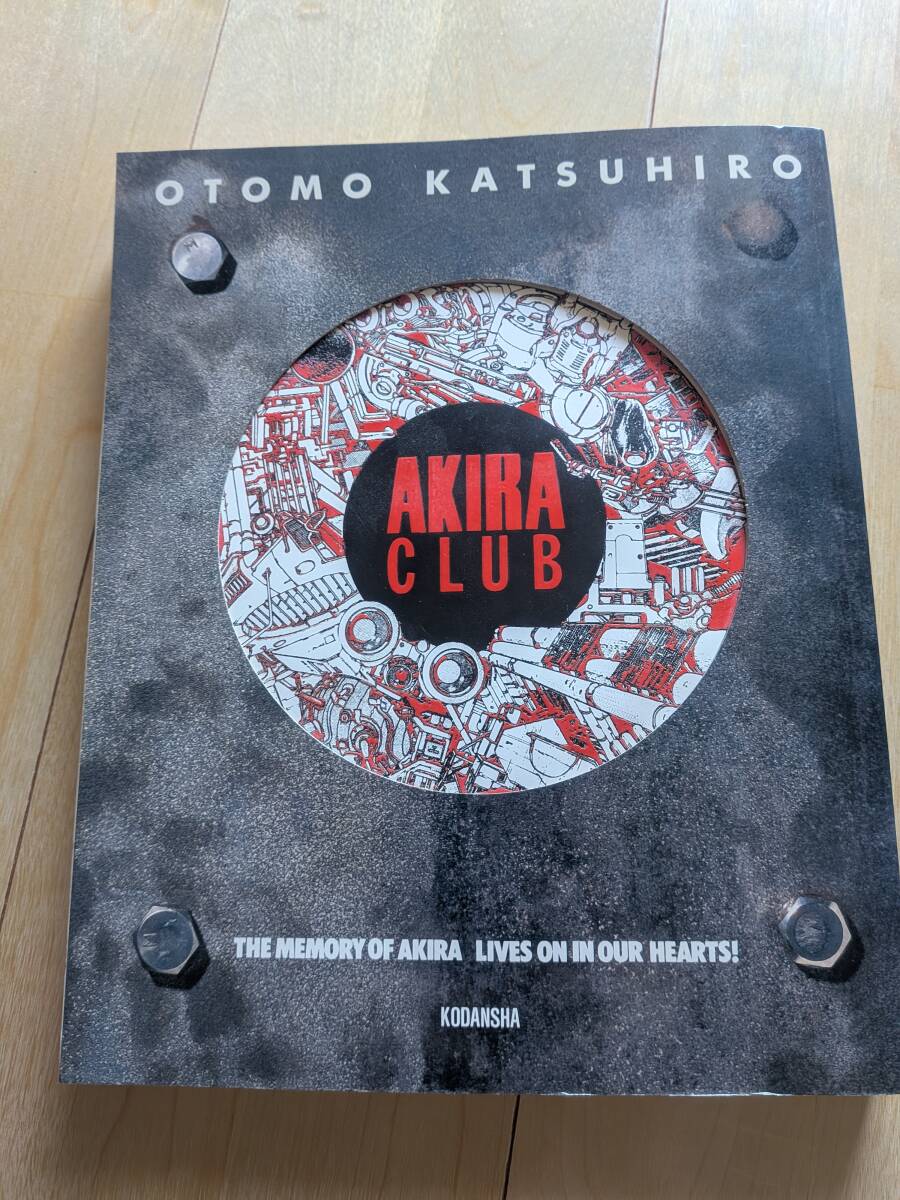 OTOMO KATSUHIRO
AKIRA
CLUB
THE MEMORY OF AKIRA LIVES ON IN OUR HEARTS!
KODANSHA